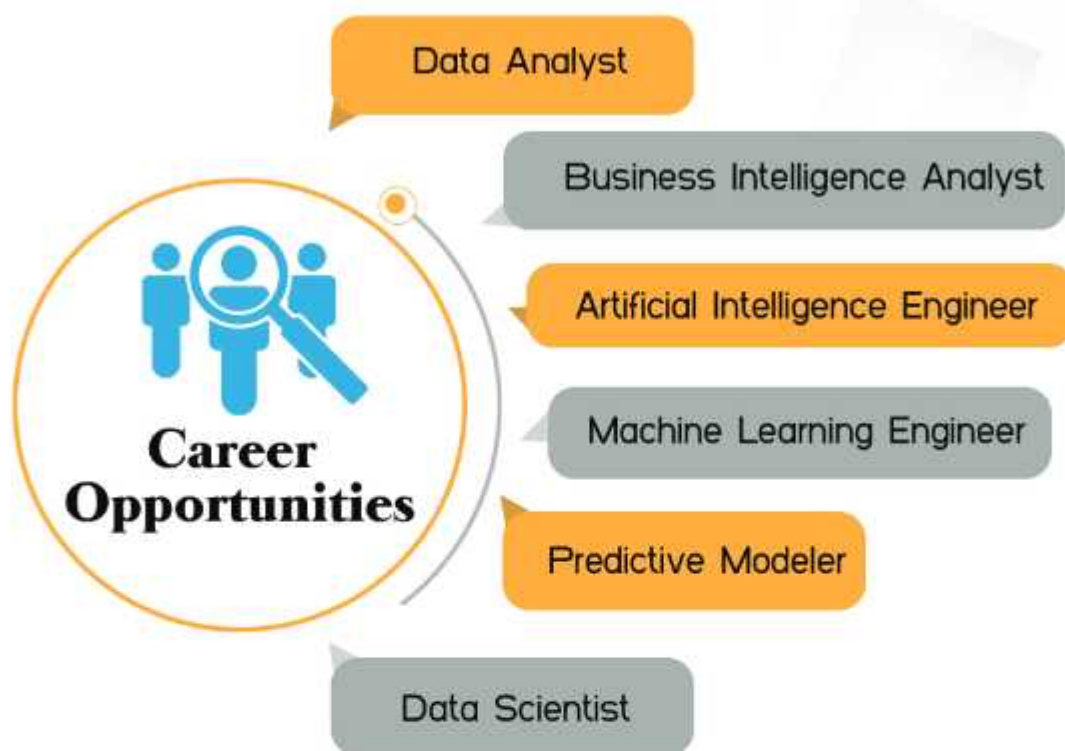 Data Analyst
Business Intelligence Analyst
Artificial Intelligence Engineer
Machine Learning Engineer
Career
Opportunities
Predictive Modeler
Data Scientist